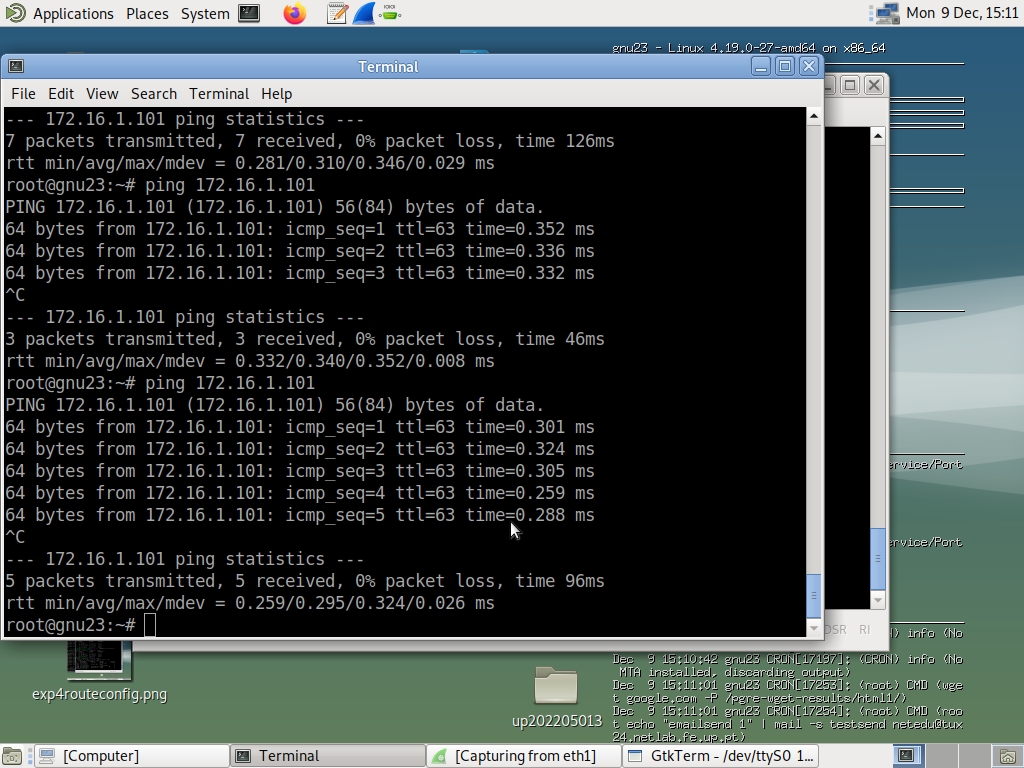 Applications Places System
Mon 9 Dec, 15:11
gnu23 - Linux 4.19.0-27-amd64 on x86_64
Terminal
File Edit View Search Terminal Help
--- 172.16.1.101 ping statistics ---
7 packets transmitted, 7 received, 0% packet loss, time 126ms
rtt min/avg/max/mdev = 0.281/0.310/0.346/0.029 ms
root@gnu23:~# ping 172.16.1.101
PING 172.16.1.101 (172.16.1.101) 56(84) bytes of data.
64 bytes from 172.16.1.101: icmp_seq=1 ttl=63 time=0.352 ms
64 bytes from 172.16.1.101: icmp_seq=2 ttl=63 time=0.336 ms
64 bytes from 172.16.1.101: icmp_seq=3 ttl=63 time=0.332 ms
^C
--- 172.16.1.101 ping statistics ---
3 packets transmitted, 3 received, 0% packet loss, time 46ms
rtt min/avg/max/mdev = 0.332/0.340/0.352/0.008 ms
root@gnu23:~# ping 172.16.1.101
PING 172.16.1.101 (172.16.1.101) 56(84) bytes of data.
64 bytes from 172.16.1.101: icmp_seq=1 ttl=63 time=0.301 ms
64 bytes from 172.16.1.101: icmp_seq=2 ttl=63 time=0.324 ms
64 bytes from 172.16.1.101: icmp_seq=3 ttl=63 time=0.305 ms
64 bytes from 172.16.1.101: icmp_seq=4 ttl=63 time=0.259 ms
64 bytes from 172.16.1.101: icmp_seq=5 ttl=63 time=0.288 ms
^C
--- 172.16.1.101 ping statistics ---
5 packets transmitted, 5 received, 0% packet loss, time 96ms
rtt min/avg/max/mdev = 0.259/0.295/0.324/0.026 ms
root@gnu23:~#
ervice/Port
ervice/Port
DSR RI
) info (No
Dec 9 15:10:42 gnu23 CRON[17197]: (CRON) info (No
MTA installed, discarding output)
Dec 9 15:11:01 gnu23 CRON[17253]: (root) CMD (wge
t google.com -P /pgre-wget-results/html1/)
Dec 9 15:11:01 gnu23 CRON[17254]: (root) CMD (roo
t echo "emailsend 1" | mail -s testsend netedu@tux
24.netlab.fe.up.pt)
exp4routeconfig.png
up202205013
[Computer]
Terminal
[Capturing from eth1]
GtkTerm - /dev/ttyS0 1...